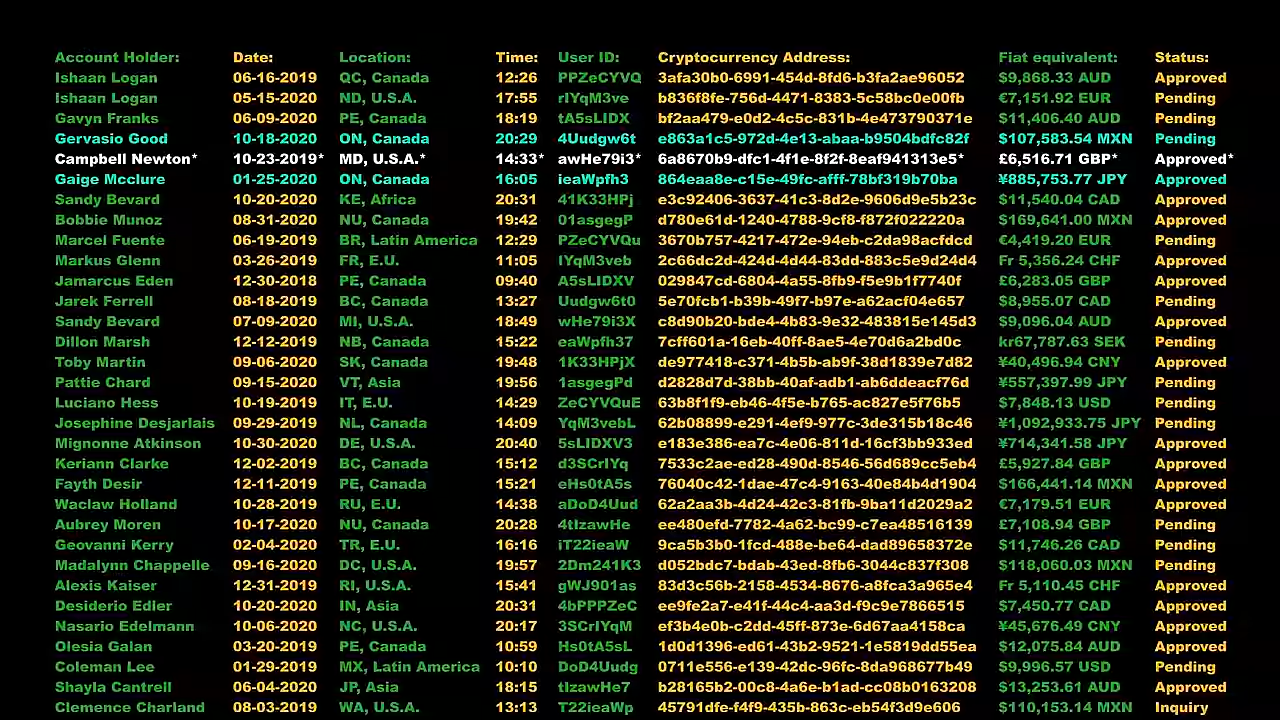 Account Holder: Date: Location: Time: User ID: Cryptocurrency Address: Fiat equivalent: Status:
Ishaan Logan 06-16-2019 QC, Canada 12:26 PPZeCYVQ 3afa30b0-6991-454d-8fd6-b3fa2ae96052 $9,868.33 AUD Approved
Ishaan Logan 05-15-2020 ND, U.S.A. 17:55 rIYqM3ve b836f8fe-756d-4471-8383-5c58bc0e00fb €7,151.92 EUR Pending
Gavyn Franks 06-09-2020 PE, Canada 18:19 tA5sLIDX bf2aa479-e0d2-4c5c-831b-4e473790371e $11,406.40 AUD Approved
Gervasio Good 10-18-2020 ON, Canada 20:29 4Uudgw6t e863a1c5-972d-4e13-abaa-b9504bdfc82f $107,583.54 MXN Pending
Campbell Newton* 10-23-2019* MD, U.S.A.* 14:33* awHe79i3* 6a8670b9-dfc1-4f1e-8f2f-8eaf941313e5* £6,516.71 GBP* Approved*
Gaige Mcclure 01-25-2020 ON, Canada 16:05 ieaWpfh3 864eaa8e-c15e-49fc-afff-78bf319b70ba ¥885,753.77 JPY Approved
Sandy Bevard 10-20-2020 KE, Africa 20:31 41K33HPj e3c92406-3637-41c3-8d2e-9606d9e5b23c $11,540.04 CAD Approved
Bobbie Munoz 08-31-2020 NU, Canada 19:42 01asgegP d780e61d-1240-4788-9cf8-f872f022220a $169,641.00 MXN Pending
Marcel Fuente 06-19-2019 BR, Latin America 12:29 PZeCYVQu 3670b757-4217-472e-94eb-c2da98acfdcd €4,419.20 EUR Pending
Markus Glenn 03-26-2019 FR, E.U. 11:05 IYqM3veb 2c66dc2d-424d-4d44-83dd-883c5e9d24d4 Fr 5,356.24 CHF Approved
Jamarcus Eden 12-30-2018 PE, Canada 09:40 A5sLIDXV 029847cd-6804-4a55-8fb9-f5e9b1f7740f £6,283.05 GBP Approved
Jarek Ferrell 08-18-2019 BC, Canada 13:27 Uudgw6t0 5e70fcb1-b39b-49f7-b97e-a62acf04e657 $8,955.07 CAD Pending
Sandy Bevard 07-09-2020 MI, U.S.A. 18:49 wHe79i3X c8d90b20-bde4-4b83-9e32-483815e145d3 $9,096.04 AUD Approved
Dillon Marsh 12-12-2019 NB, Canada 15:22 eaWpfh37 7cff601a-16eb-40ff-8ae5-4e70d6a2bd0c kr67,787.63 SEK Pending
Toby Martin 09-06-2020 SK, Canada 19:48 1K33HPjX de977418-c371-4b5b-ab9f-38d1839e7d82 ¥40,496.94 CNY Approved
Pattie Chard 09-15-2020 VT, Asia 19:56 1asgegPd d2828d7d-38bb-40af-adb1-ab6ddeacf76d ¥557,397.99 JPY Pending
Luciano Hess 10-19-2019 IT, E.U. 14:29 ZeCYVQuE 63b8f1f9-eb46-4f5e-b765-ac827e5f76b5 ¥7,848.13 USD Pending
Josephine Desjarlais 09-29-2019 NL, Canada 14:09 YqM3vebL 62b08899-e291-4ef9-977c-3de315b18c46 ¥1,092,933.75 JPY Pending
Mignonne Atkinson 10-30-2020 DE, U.S.A. 20:40 5sLIDXV3 e183e386-ea7c-4e06-811d-16cf3bb933ed ¥714,341.58 JPY Approved
Keriann Clarke 12-02-2019 BC, Canada 15:12 d3SCrIYq 7533c2ae-ed28-490d-8546-56d689cc5eb4 £5,927.84 GBP Approved
Fayth Desir 12-11-2019 PE, Canada 15:21 eHs0tA5s 76040c42-1dae-47c4-9163-40e84b4d1904 $166,441.14 MXN Approved
Waclaw Holland 10-28-2019 RU, E.U. 14:38 aDoD4Uud 62a2aa3b-4d24-42c3-81fb-9ba11d2029a2 €7,179.51 EUR Approved
Aubrey Moren 10-17-2020 NU, Canada 20:28 4tIzawHe ee480efd-7782-4a62-bc99-c7ea48516139 £7,108.94 GBP Pending
Geovanni Kerry 02-04-2020 TR, E.U. 16:16 iT22ieaW 9ca5b3b0-1fcd-488e-be64-dad89658372e $11,746.26 CAD Pending
Madalynn Chappelle 09-16-2020 DC, U.S.A. 19:57 2Dm241K3 d052bdc7-bdab-43ed-8fb6-3044c837f308 $118,060.03 MXN Pending
Alexis Kaiser 12-31-2019 RI, U.S.A. 15:41 gWJ901as 83d3c56b-2158-4534-8676-a8fca3a965e4 Fr 5,110.45 CHF Approved
Desiderio Edler 10-20-2020 IN, Asia 20:31 4bPPPZeC ee9fe2a7-e41f-44c4-aa3d-f9c9e7866515 $7,450.77 CAD Approved
Nasario Edelmann 10-06-2020 NC, U.S.A. 20:17 3SCrIYqM ef3b4e0b-c2dd-45ff-873e-6d67aa4158ca ¥45,676.49 CNY Approved
Olesia Galan 03-20-2019 PE, Canada 10:59 Hs0tA5sL 1d0d1396-ed61-43b2-9521-1e5819dd55ea $12,075.84 AUD Approved
Coleman Lee 01-29-2019 MX, Latin America 10:10 DoD4Uudg 0711e556-e139-42dc-96fc-8da968677b49 $9,996.57 USD Pending
Shayla Cantrell 06-04-2020 JP, Asia 18:15 tIzawHe7 b28165b2-00c8-4a6e-b1ad-cc08b0163208 $13,253.61 AUD Approved
Clemence Charland 08-03-2019 WA, U.S.A. 13:13 T22ieaWp 45791dfe-f4f9-435b-863c-eb54f3d9e606 $110,153.14 MXN Inquiry